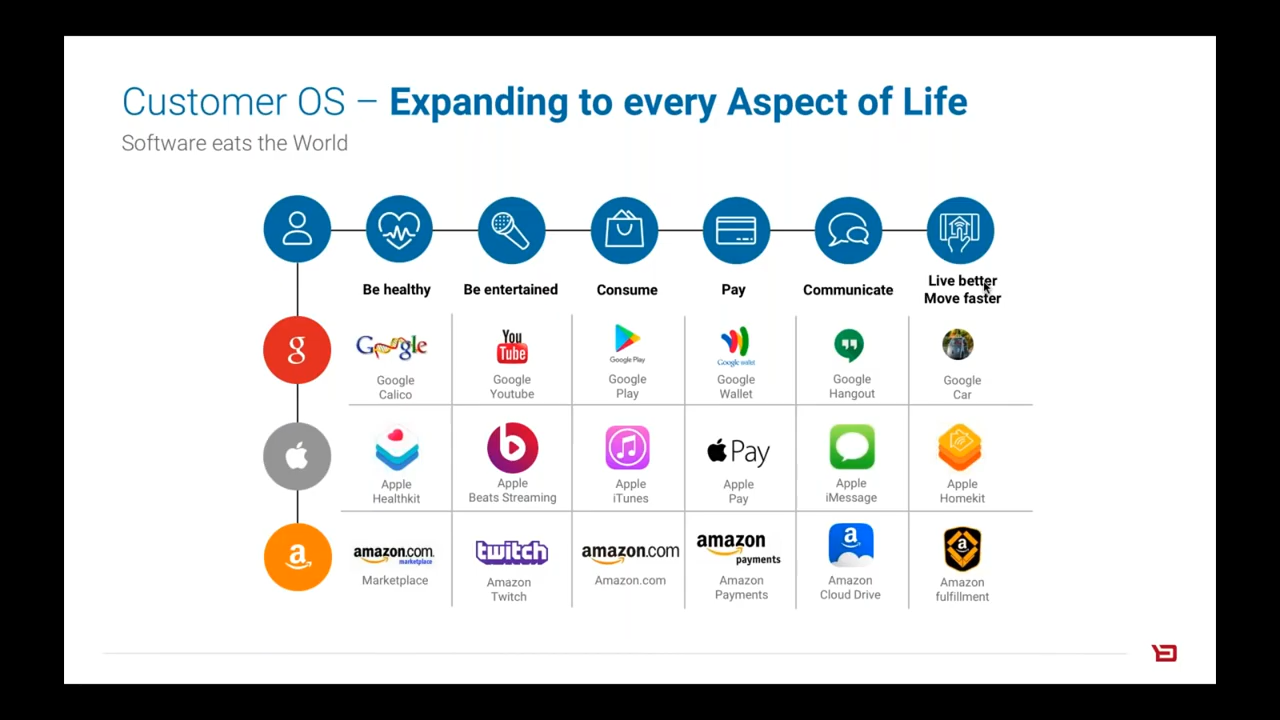 Customer OS – Expanding to every Aspect of Life
Software eats the World
Be healthy
Be entertained
Consume
Pay
Communicate
Live better
Move faster
g
Google
Google
Calico
You
Tube
Google
Youtube
Google Play
Google
Play
Google wallet
Google
Wallet
Google
Hangout
Google
Car
Apple
Healthkit
b
Apple
Beats Streaming
Apple
iTunes
Pay
Apple
Pay
Apple
iMessage
Apple
Homekit
a
amazon.com
marketplace
Marketplace
twitch
Amazon
Twitch
amazon.com
Amazon.com
amazon
payments
Amazon
Payments
a
Amazon
Cloud Drive
a
Amazon
fulfillment